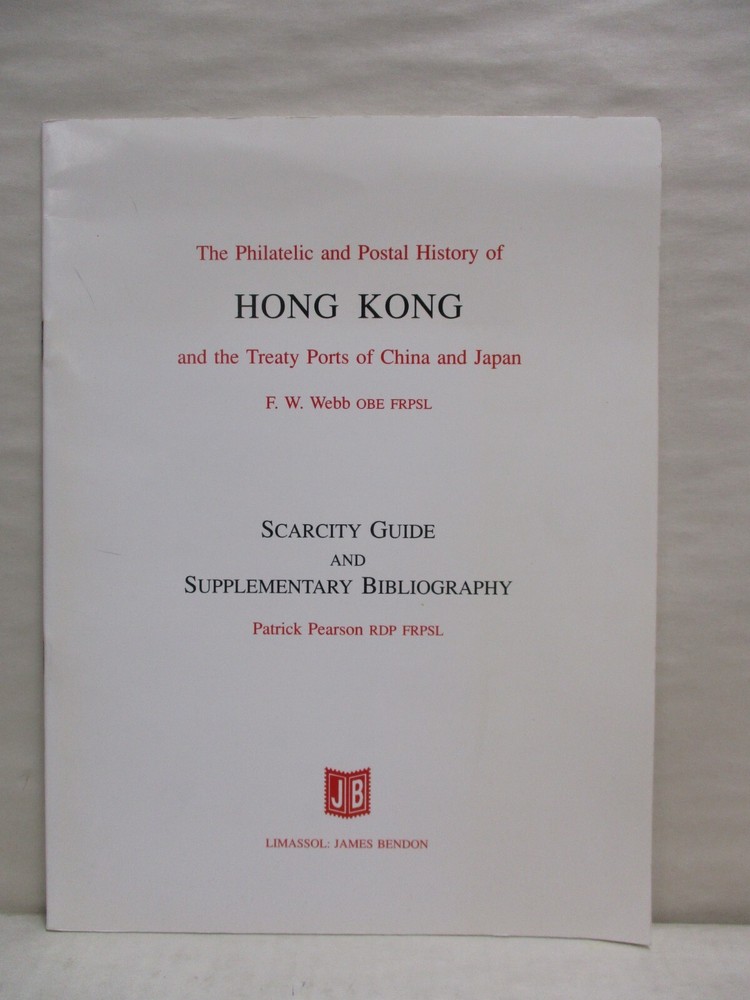 The Philatelic and Postal History of
HONG KONG
and the Treaty Ports of China and Japan
F. W. Webb OBE FRPSL
SCARCITY GUIDE
AND
SUPPLEMENTARY BIBLIOGRAPHY
Patrick Pearson RDP FRPSL
JB
LIMASSOL: JAMES BENDON